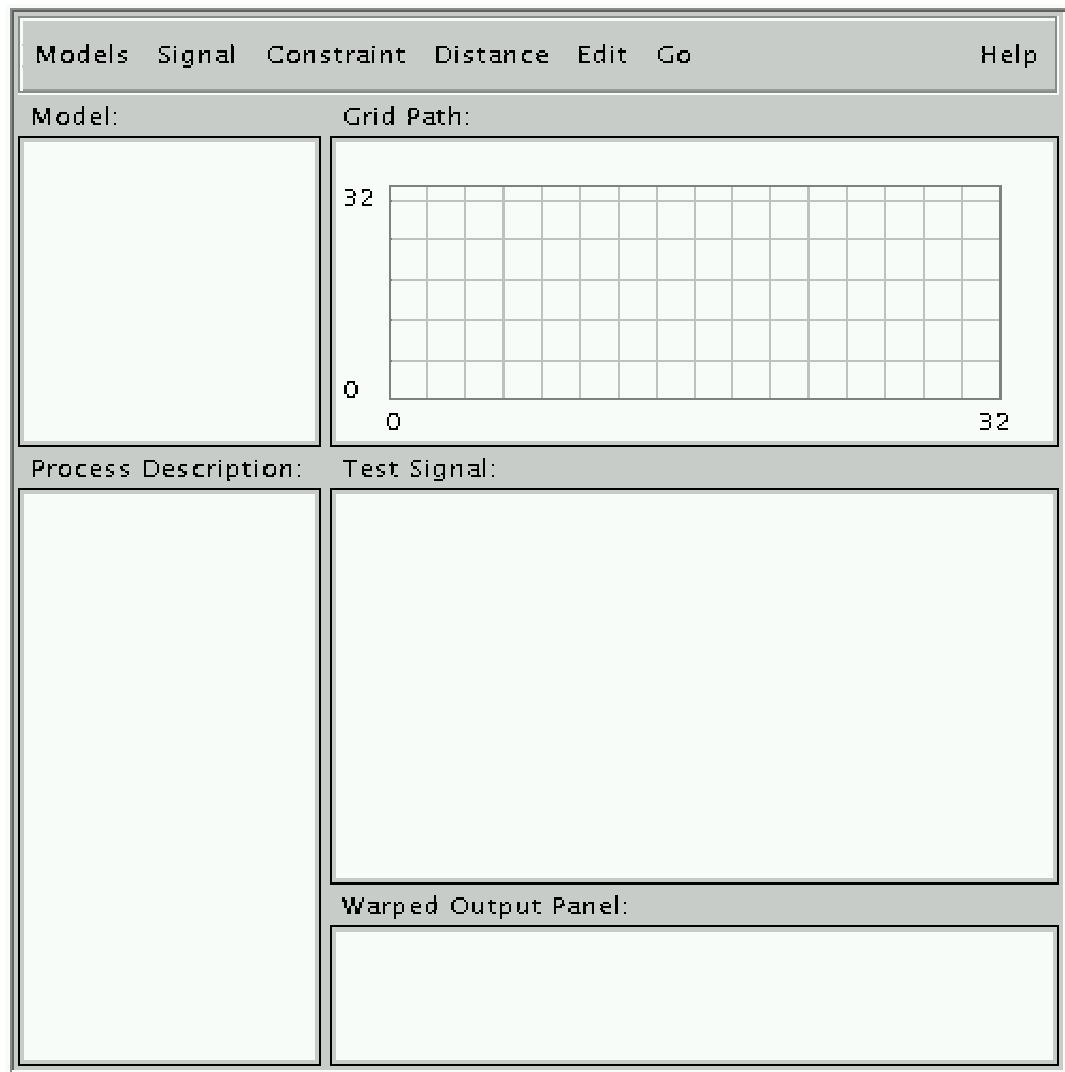 Models Signal Constraint Distance Edit Go Help
Model:
Grid Path:
32
0
0 32
Process Description:
Test Signal:
Warped Output Panel: